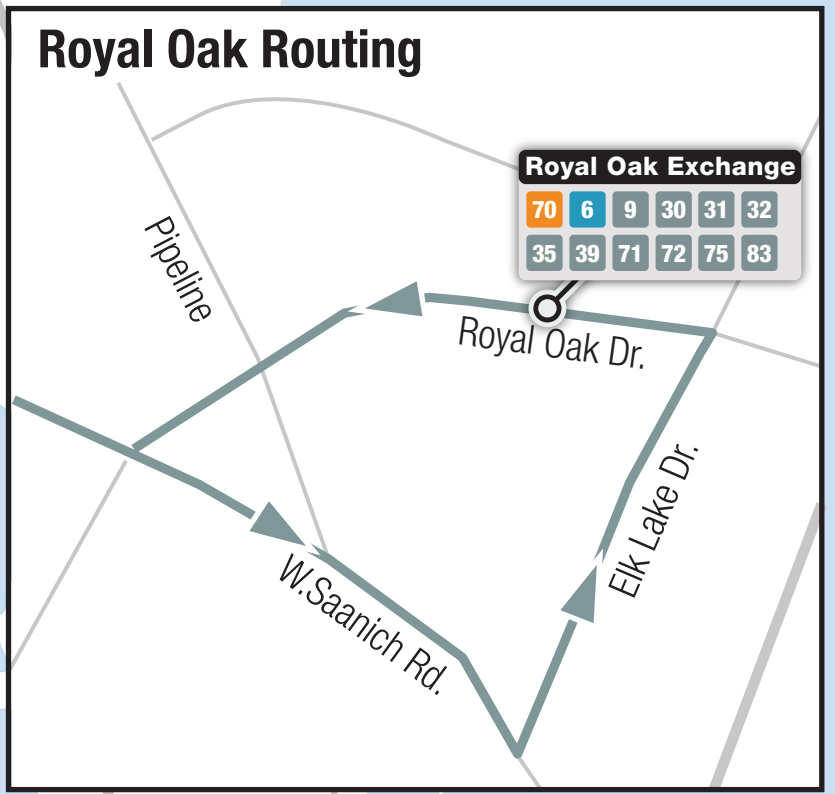 Royal Oak Routing
Royal Oak Exchange
70 6 9 30 31 32
35 39 71 72 75 83
Pipeline
Royal Oak Dr.
Elk Lake Dr.
W.Saanich Rd.